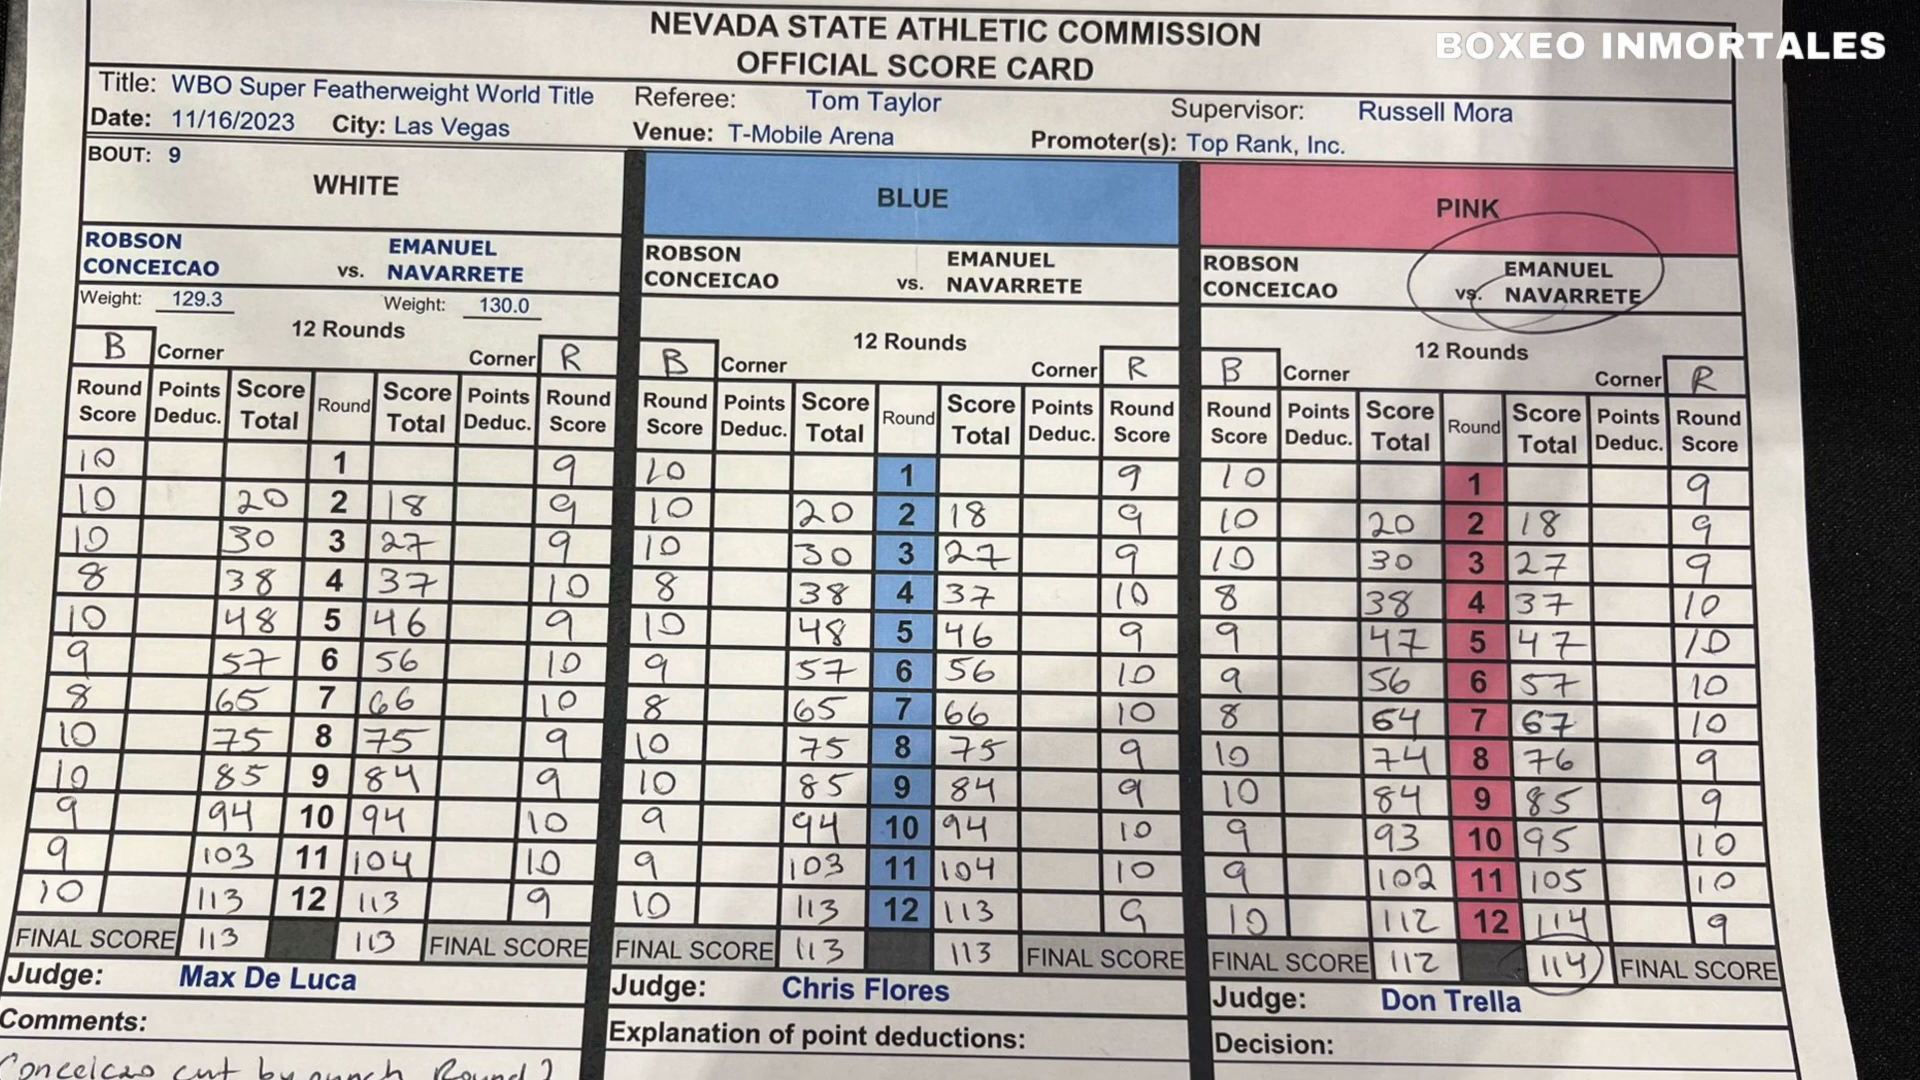 NEVADA STATE ATHLETIC COMMISSION
OFFICIAL SCORE CARD
BOXEO INMORTALES
Title: WBO Super Featherweight World Title Referee: Tom Taylor Supervisor: Russell Mora
Date: 11/16/2023 City: Las Vegas Venue: T-Mobile Arena Promoter(s): Top Rank, Inc.
BOUT: 9
WHITE BLUE PINK
ROBSON EMANUEL ROBSON EMANUEL ROBSON EMANUEL
CONCEICAO vs. NAVARRETE CONCEICAO vs. NAVARRETE CONCEICAO vs. NAVARRETE
Weight: 129.3 Weight: 130.0
12 Rounds 12 Rounds 12 Rounds
B Corner Corner R B Corner Corner R B Corner Corner R
Round Points Score Round Score Points Round Round Points Score Round Score Points Round Round Points Score Round Score Points Round
Score Deduc. Total Total Deduc. Score Score Deduc. Total Total Deduc. Score Score Deduc. Total Total Deduc. Score
10 1 9 10 1 9 10 1 9
10 20 2 18 9 10 20 2 18 9 10 20 2 18 9
10 30 3 27 9 10 30 3 27 9 10 30 3 27 9
8 38 4 37 10 8 38 4 37 10 8 38 4 37 10
10 48 5 46 9 10 48 5 46 9 9 47 5 47 10
9 57 6 56 10 9 57 6 56 10 9 56 6 57 10
8 65 7 66 10 8 65 7 66 10 8 64 7 67 10
10 75 8 75 9 10 75 8 75 9 10 74 8 76 9
10 85 9 84 9 10 85 9 84 9 10 84 9 85 9
9 94 10 94 10 9 94 10 94 10 9 93 10 95 10
9 103 11 104 10 9 103 11 104 10 9 102 11 105 10
10 113 12 113 9 10 113 12 113 9 10 112 12 114 9
FINAL SCORE 113 113 FINAL SCORE FINAL SCORE 113 113 FINAL SCORE FINAL SCORE 112 114 FINAL SCORE
Judge: Max De Luca Judge: Chris Flores Judge: Don Trella
Comments: Explanation of point deductions: Decision:
Conceicao cut by punch Round